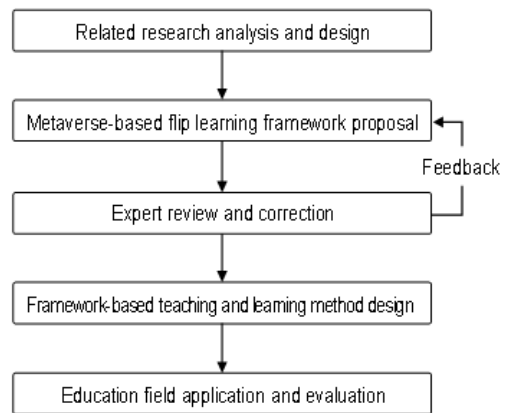 Related research analysis and design
Metaverse-based flip learning framework proposal
Feedback
Expert review and correction
Framework-based teaching and learning method design
Education field application and evaluation